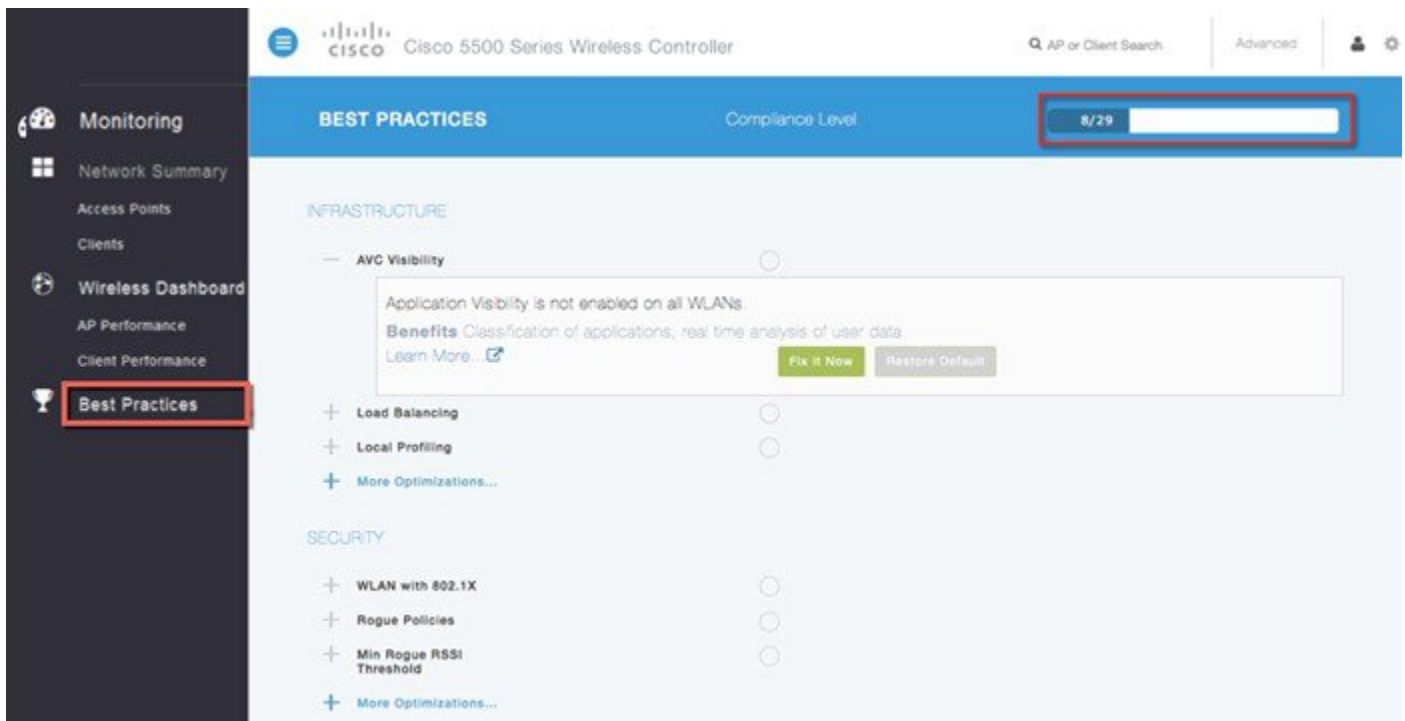 CISCO Cisco 5500 Series Wireless Controller
AP or Client Search
Advanced
Monitoring
Network Summary
Access Points
Clients
Wireless Dashboard
AP Performance
Client Performance
Best Practices
BEST PRACTICES
Compliance Level
8/29
INFRASTRUCTURE
AVC Visibility
Application Visibility is not enabled on all WLANs.
Benefits Classification of applications, real time analysis of user data
Learn More...
Fix it Now
Restore Default
Load Balancing
Local Profiling
More Optimizations...
SECURITY
WLAN with 802.1X
Rogue Policies
Min Rogue RSSI
Threshold
More Optimizations...